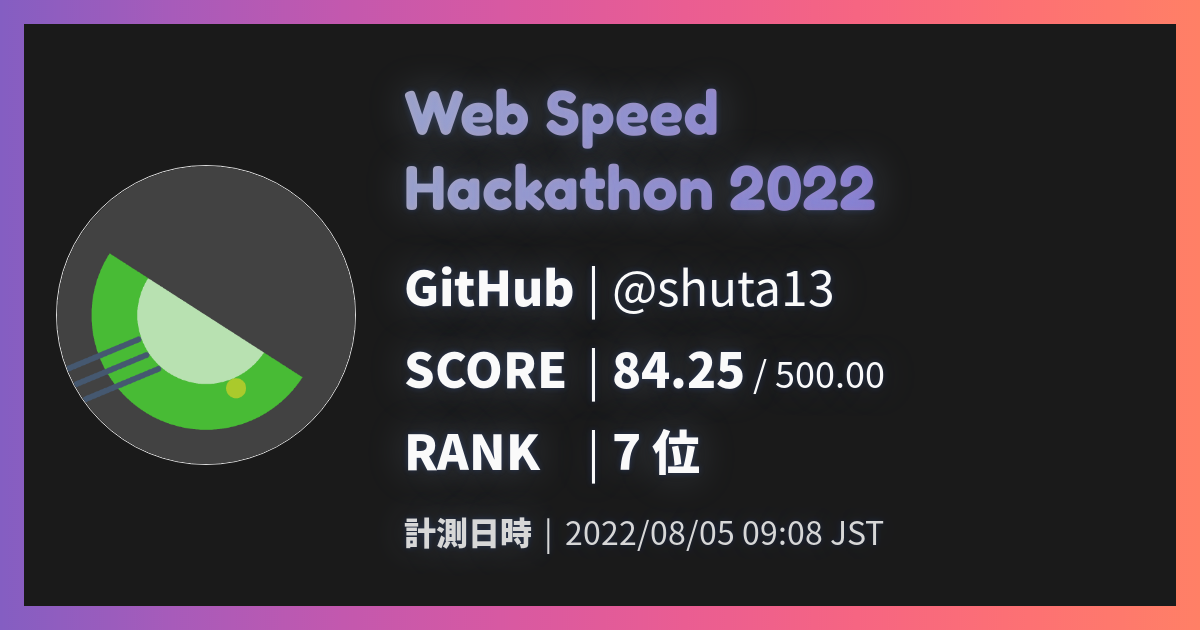 Web Speed
Hackathon 2022
GitHub | @shuta13
SCORE | 84.25 / 500.00
RANK | 7 位
計測日時 | 2022/08/05 09:08 JST